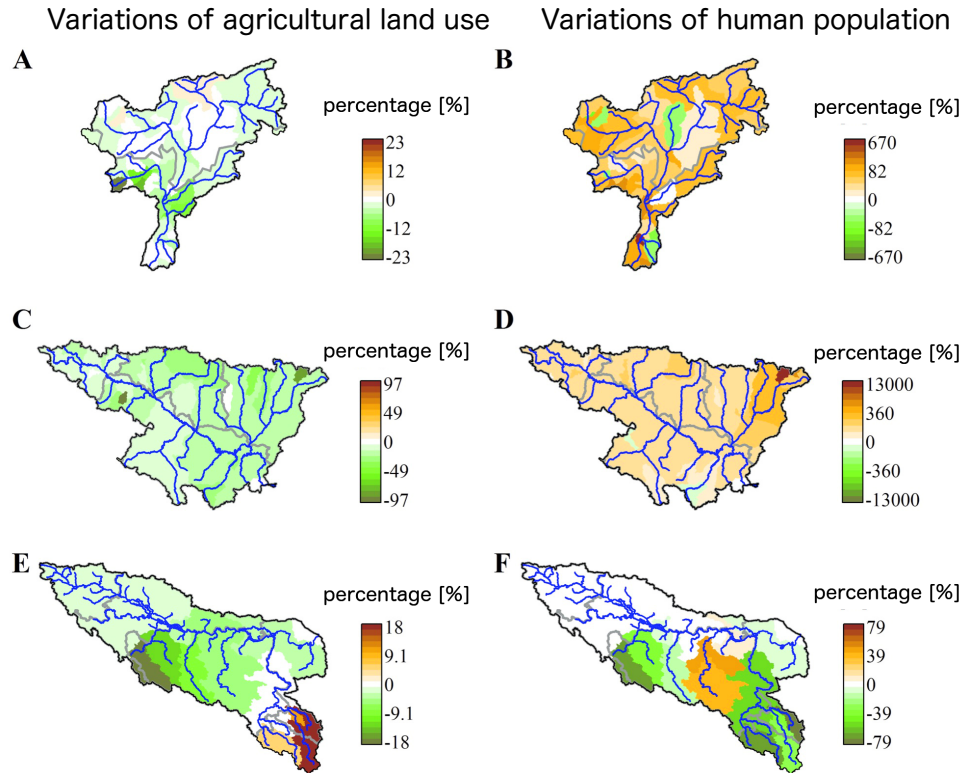 Variations of agricultural land use
Variations of human population
A
percentage [%]
23
12
0
-12
-23
B
percentage [%]
670
82
0
-82
-670
C
percentage [%]
97
49
0
-49
-97
D
percentage [%]
13000
360
0
-360
-13000
E
percentage [%]
18
9.1
0
-9.1
-18
F
percentage [%]
79
39
0
-39
-79